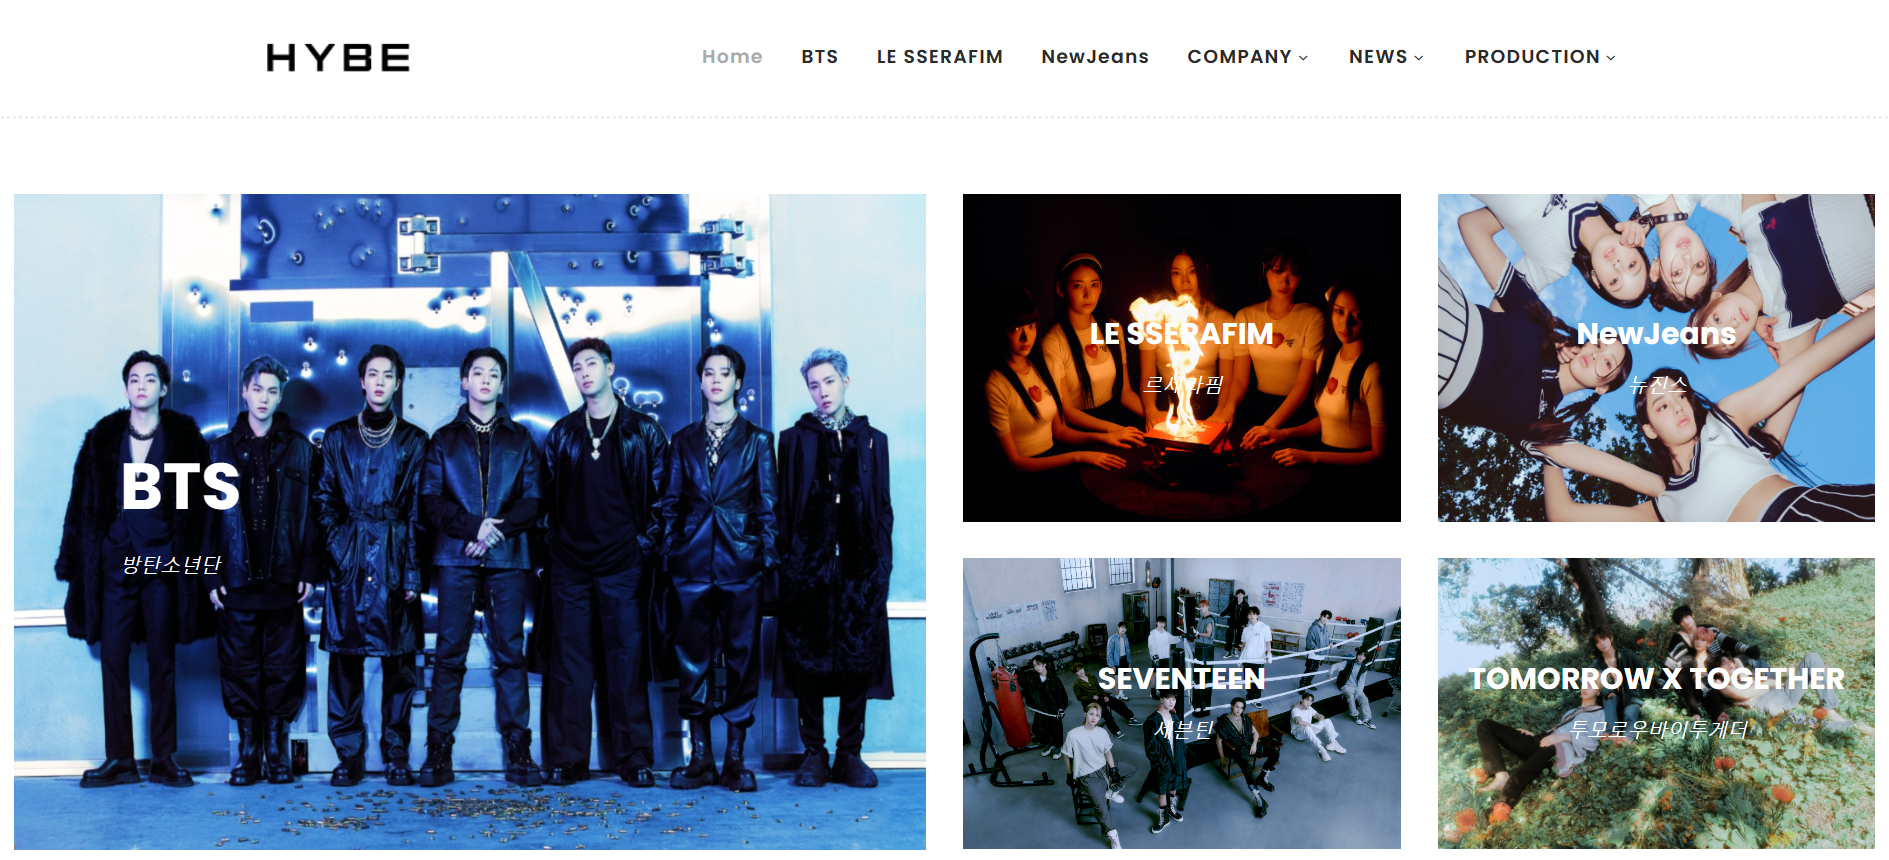 HYBE
Home BTS LE SSERAFIM NewJeans COMPANY NEWS PRODUCTION
BTS
방탄소년단
LE SSERAFIM
르세라핌
NewJeans
뉴진스
SEVENTEEN
세븐틴
TOMORROW X TOGETHER
투모로우바이투게더